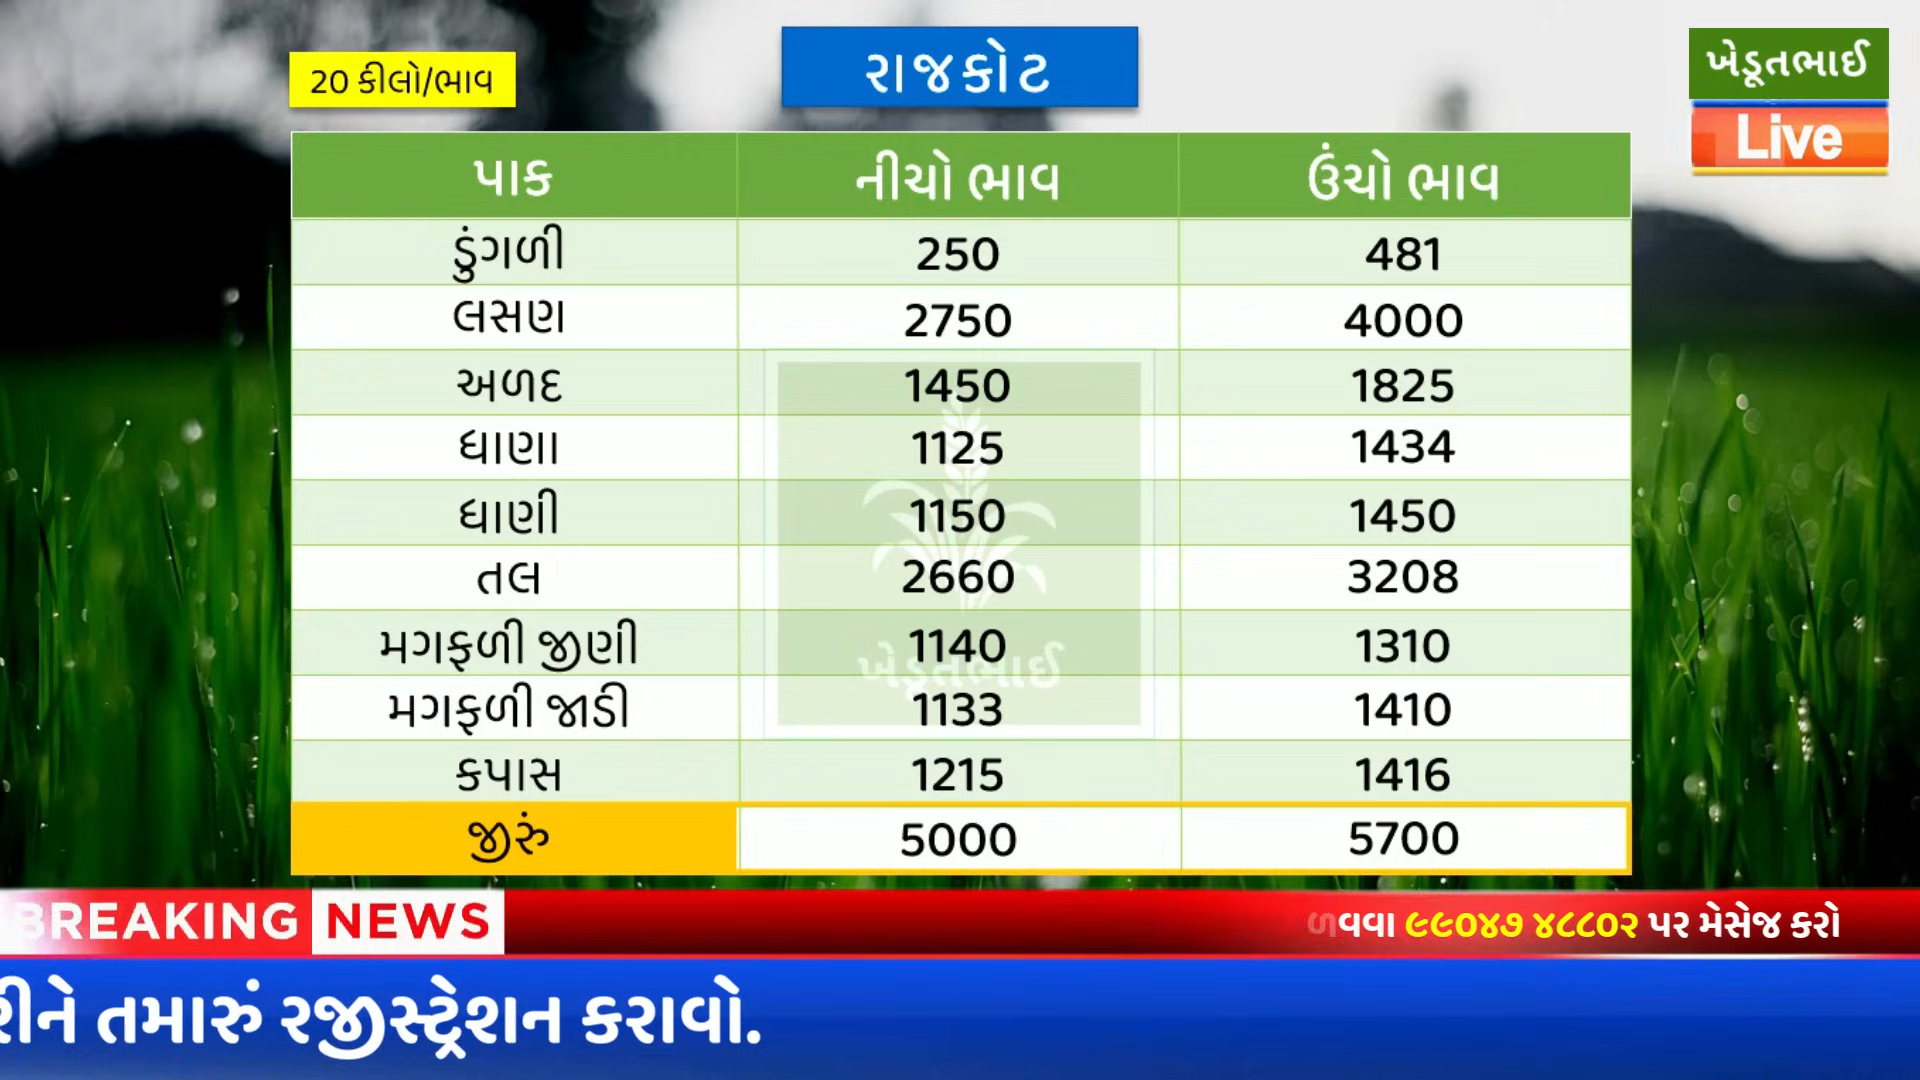 20 કીલો/ભાવ
રાજકોટ
ખેડૂતભાઈ
Live
પાક નીચો ભાવ ઉંચો ભાવ
ડુંગળી 250 481
લસણ 2750 4000
અળદ 1450 1825
ધાણા 1125 1434
ધાણી 1150 1450
તલ 2660 3208
મગફળી જીણી 1140 1310
મગફળી જાડી 1133 1410
કપાસ 1215 1416
જીરું 5000 5700
ખેડૂતભાઈ
BREAKING NEWS
ળવવા ૯૯૦૪૭ ૪૮૮૦૨ પર મેસેજ કરો
રીને તમારું રજીસ્ટ્રેશન કરાવો.